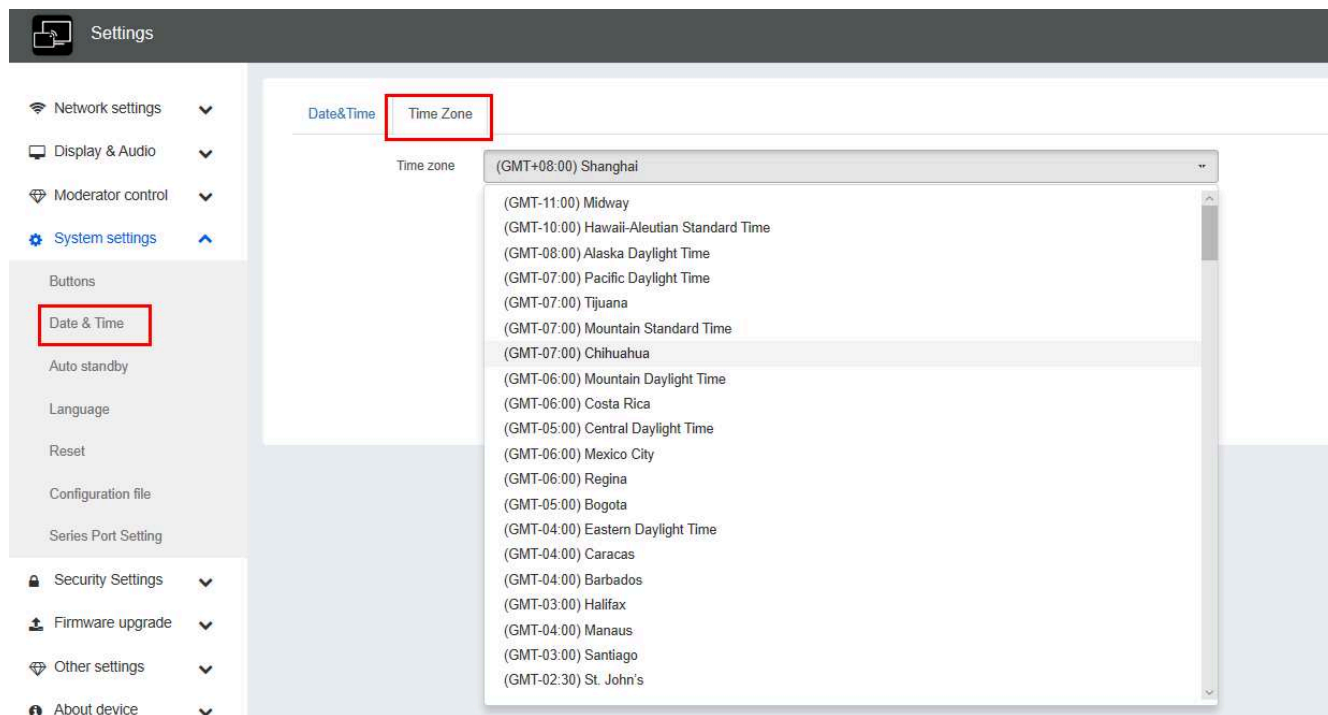 Settings
Network settings
Display & Audio
Moderator control
System settings
Buttons
Date & Time
Auto standby
Language
Reset
Configuration file
Series Port Setting
Security Settings
Firmware upgrade
Other settings
About device
Date&Time
Time Zone
Time zone
(GMT+08:00) Shanghai
(GMT-11:00) Midway
(GMT-10:00) Hawaii-Aleutian Standard Time
(GMT-08:00) Alaska Daylight Time
(GMT-07:00) Pacific Daylight Time
(GMT-07:00) Tijuana
(GMT-07:00) Mountain Standard Time
(GMT-07:00) Chihuahua
(GMT-06:00) Mountain Daylight Time
(GMT-06:00) Costa Rica
(GMT-05:00) Central Daylight Time
(GMT-06:00) Mexico City
(GMT-06:00) Regina
(GMT-05:00) Bogota
(GMT-04:00) Eastern Daylight Time
(GMT-04:00) Caracas
(GMT-04:00) Barbados
(GMT-03:00) Halifax
(GMT-04:00) Manaus
(GMT-03:00) Santiago
(GMT-02:30) St. John's